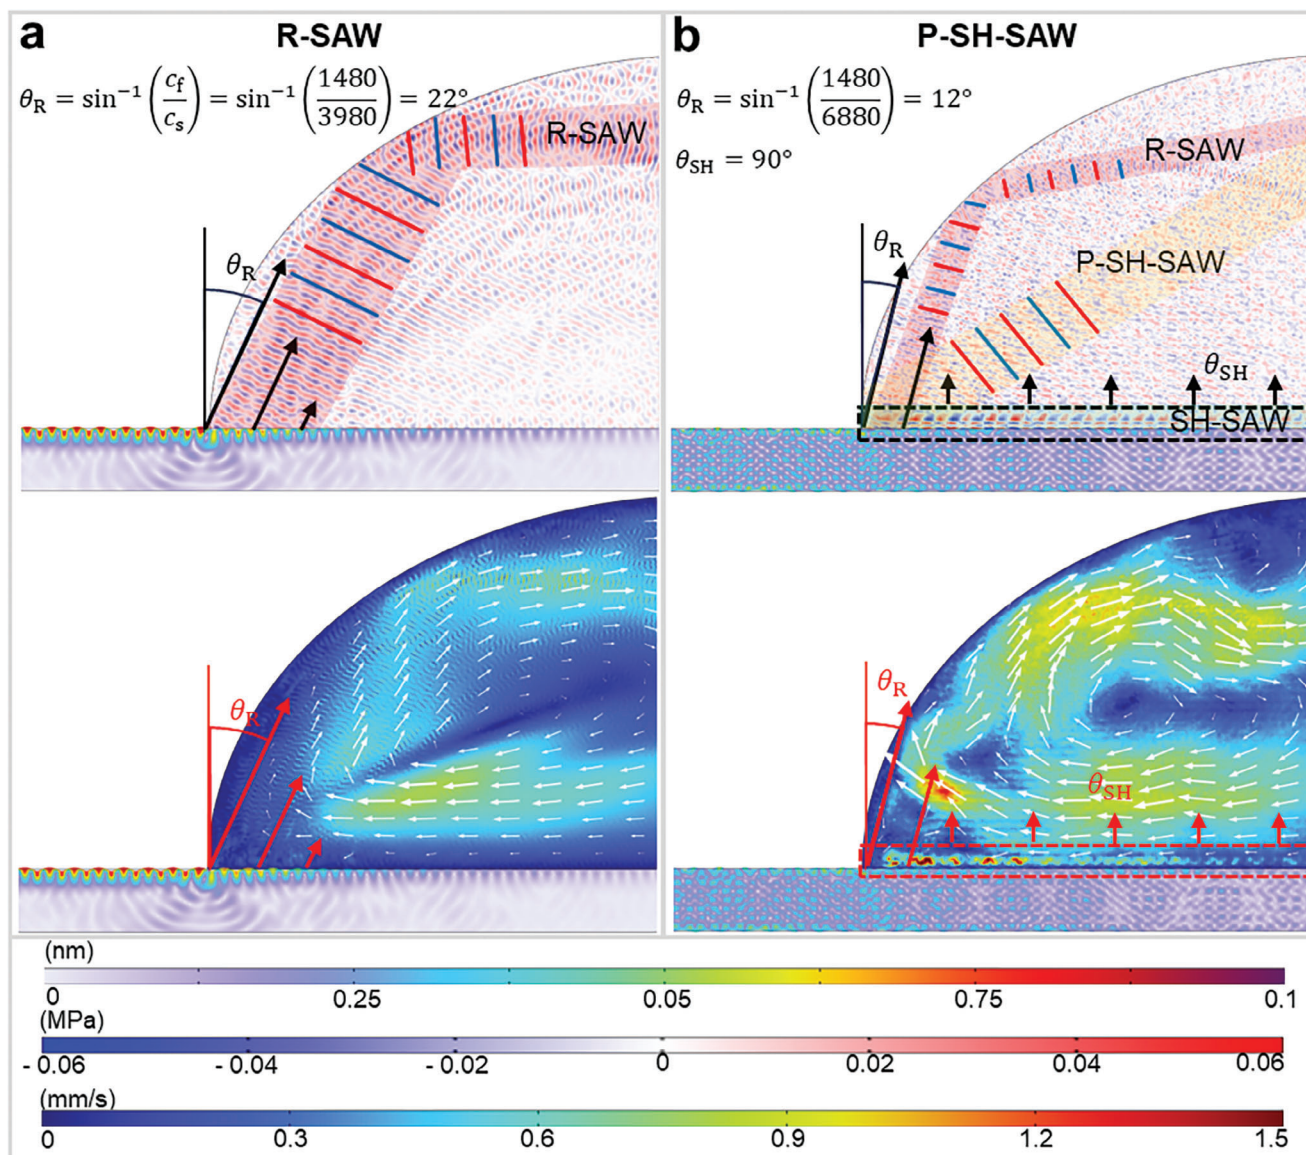 a R-SAW
θR = sin⁻¹(cf/cs) = sin⁻¹(1480/3980) = 22°
R-SAW
θR
b P-SH-SAW
θR = sin⁻¹(1480/6880) = 12°
θSH = 90°
R-SAW
θR
P-SH-SAW
θSH
SH-SAW
θR
θR
θSH
(nm)
0 0.25 0.05 0.75 0.1
(MPa)
- 0.06 - 0.04 - 0.02 0 0.02 0.04 0.06
(mm/s)
0 0.3 0.6 0.9 1.2 1.5